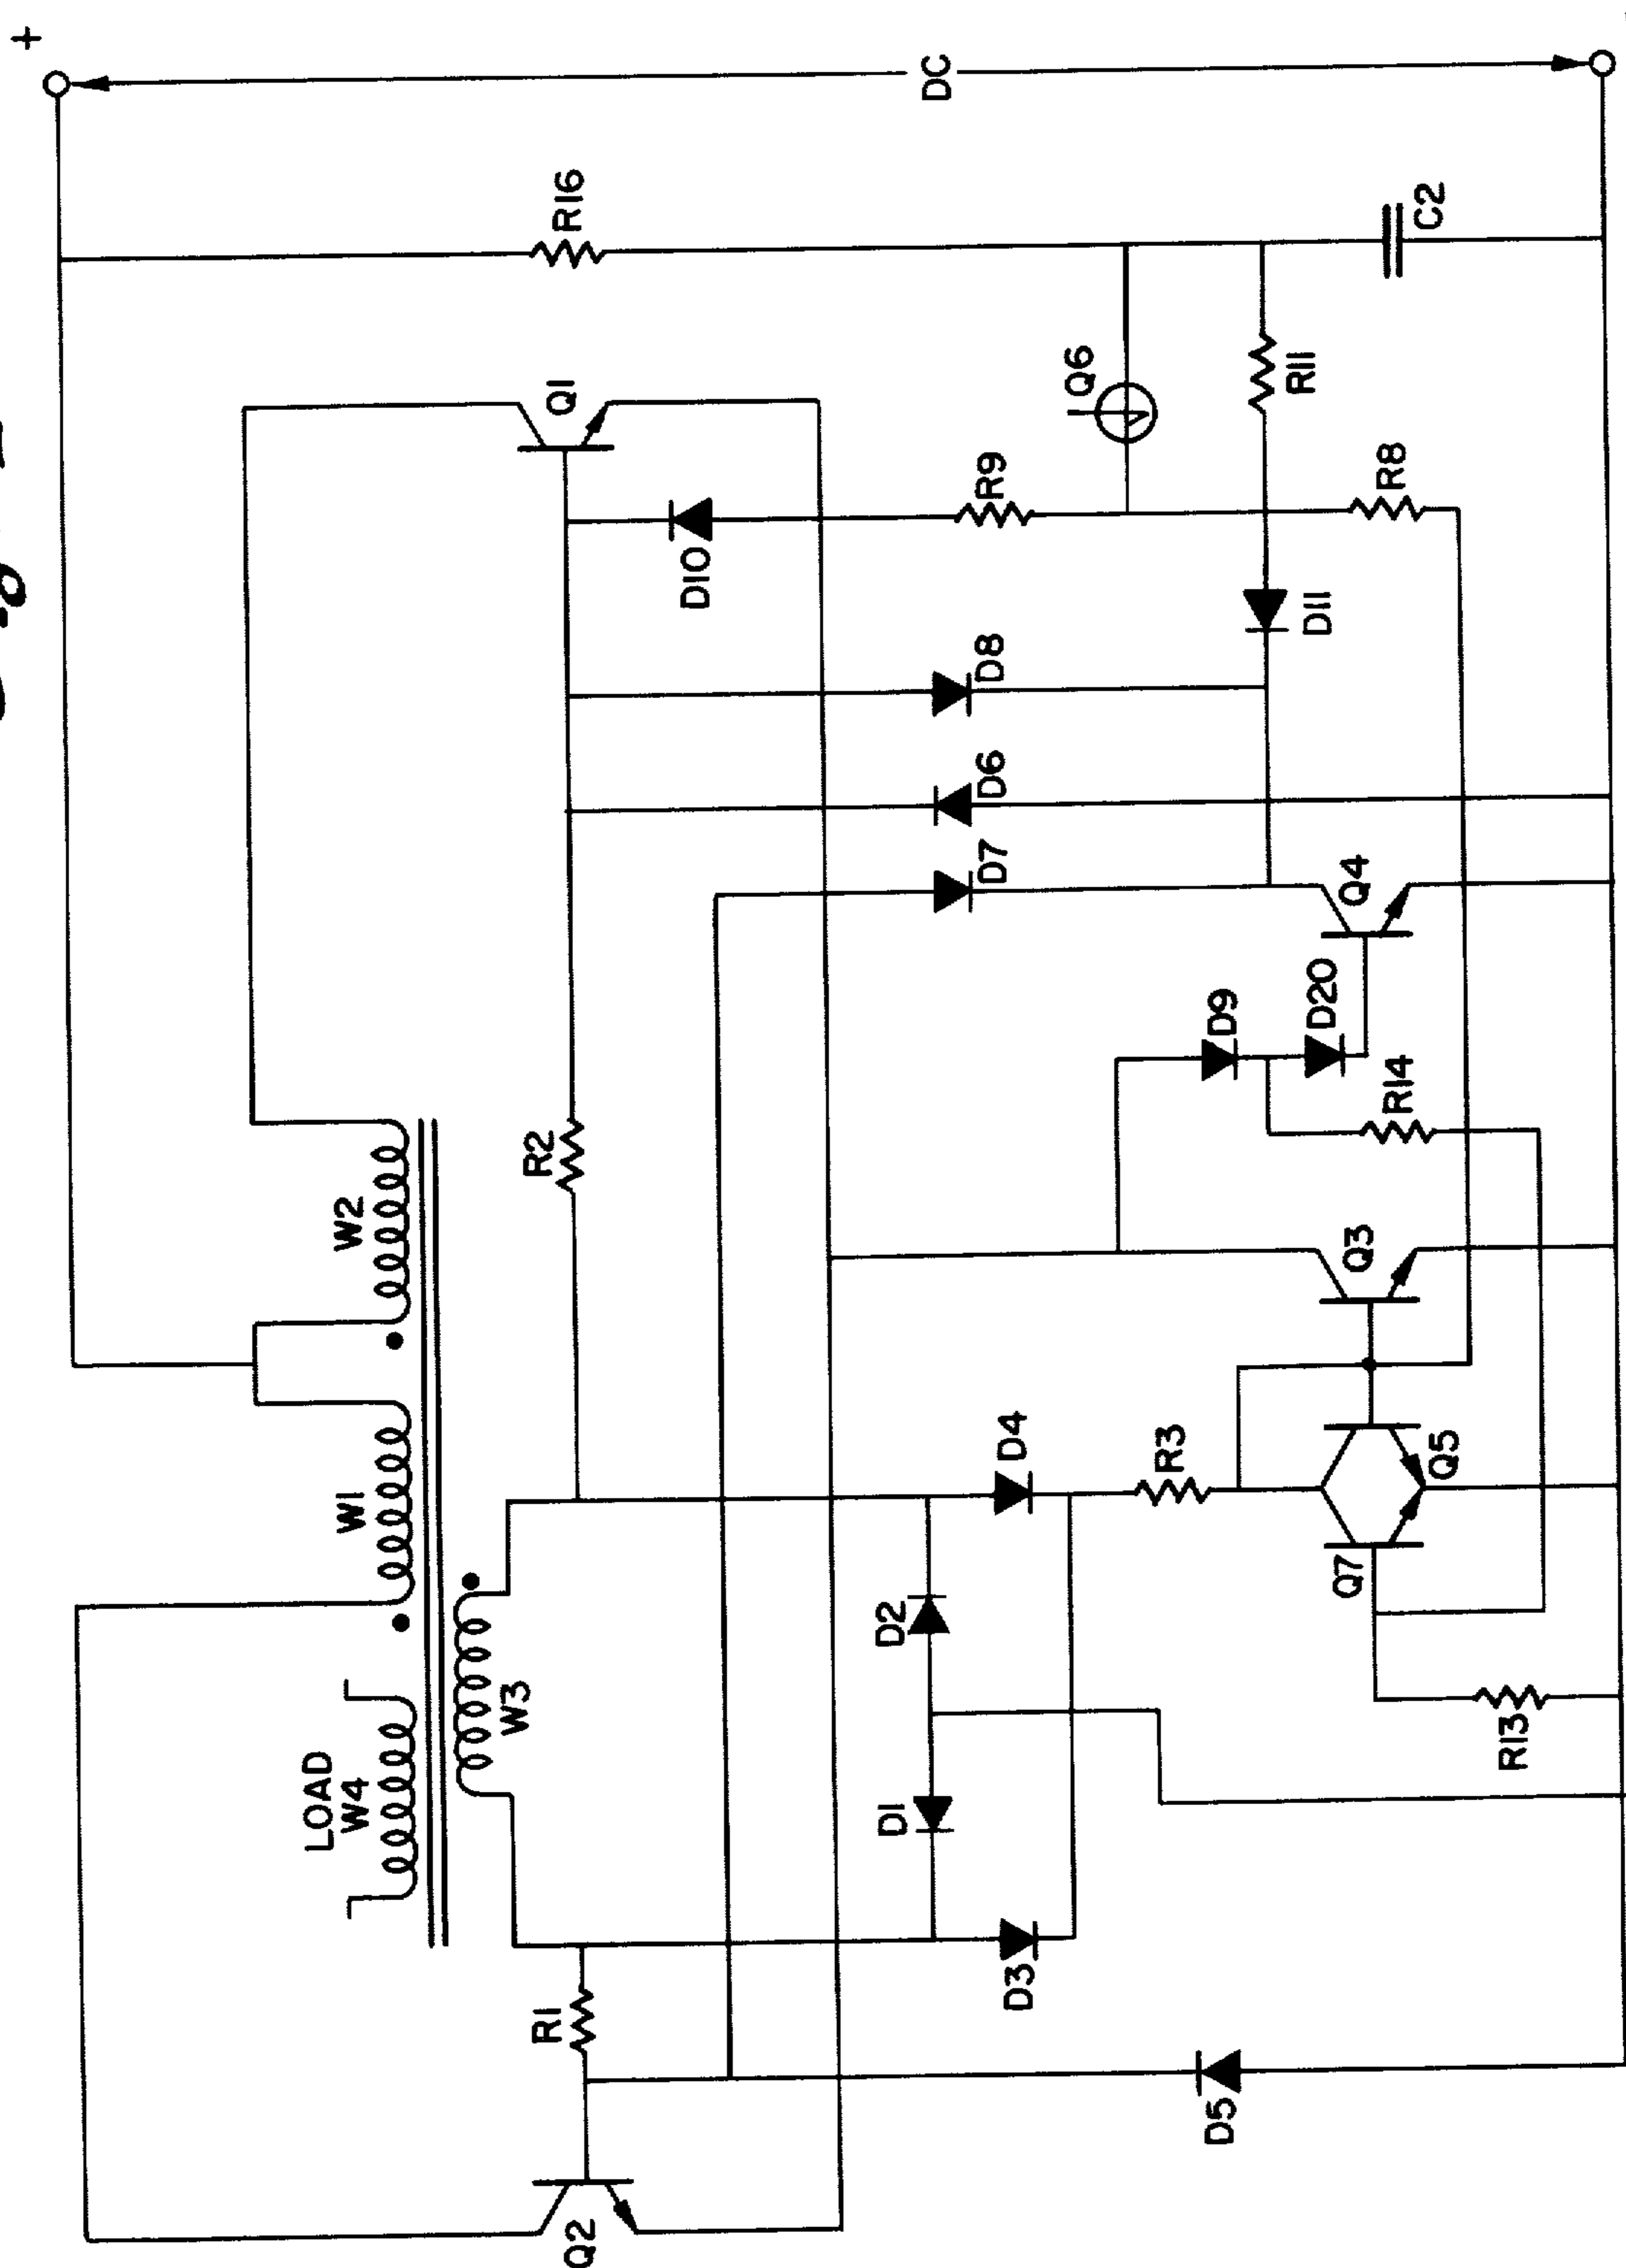 +
DC
R16
C2
Q1
Q6
R11
R9
R8
D10
D11
D8
D6
D7
Q4
D9
D20
R14
R2
W2
Q3
W1
D4
R3
Q5
Q7
D2
W3
LOAD
W4
D1
R13
R1
D3
D5
Q2